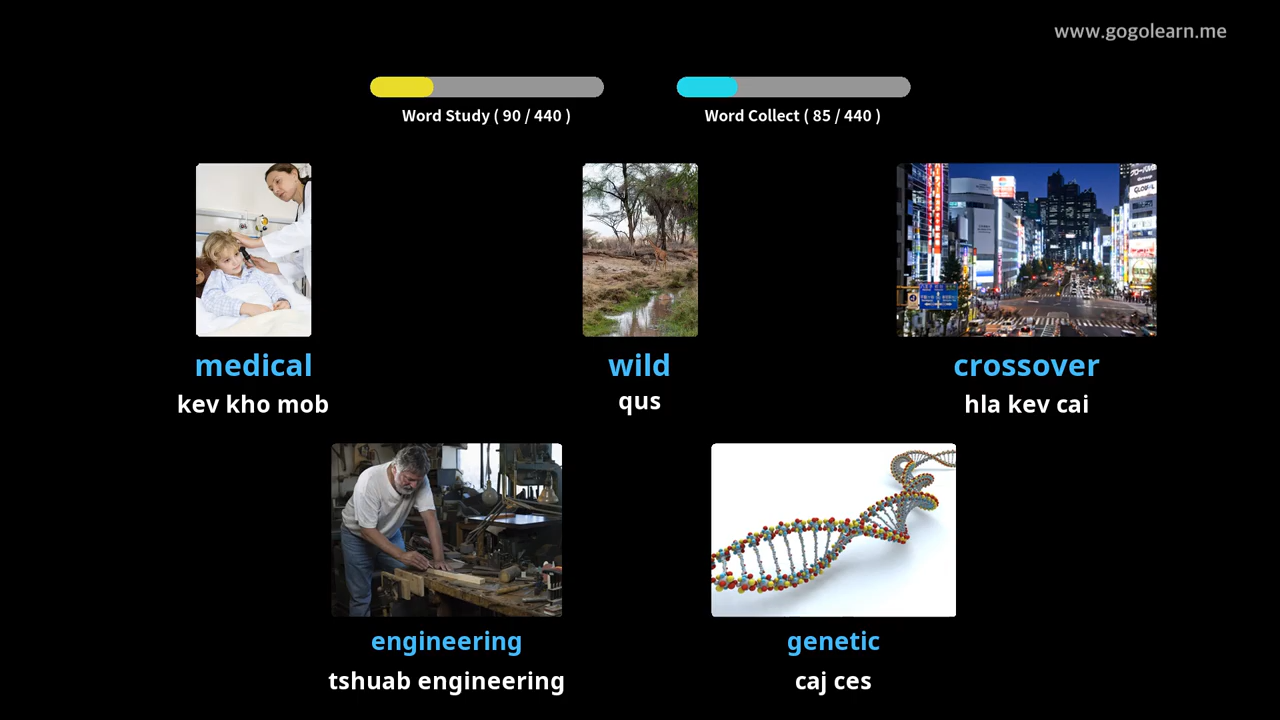 www.gogolearn.me
Word Study ( 90 / 440 )
Word Collect ( 85 / 440 )
GLOBAL
medical
wild
crossover
kev kho mob
qus
hla kev cai
engineering
genetic
tshuab engineering
caj ces